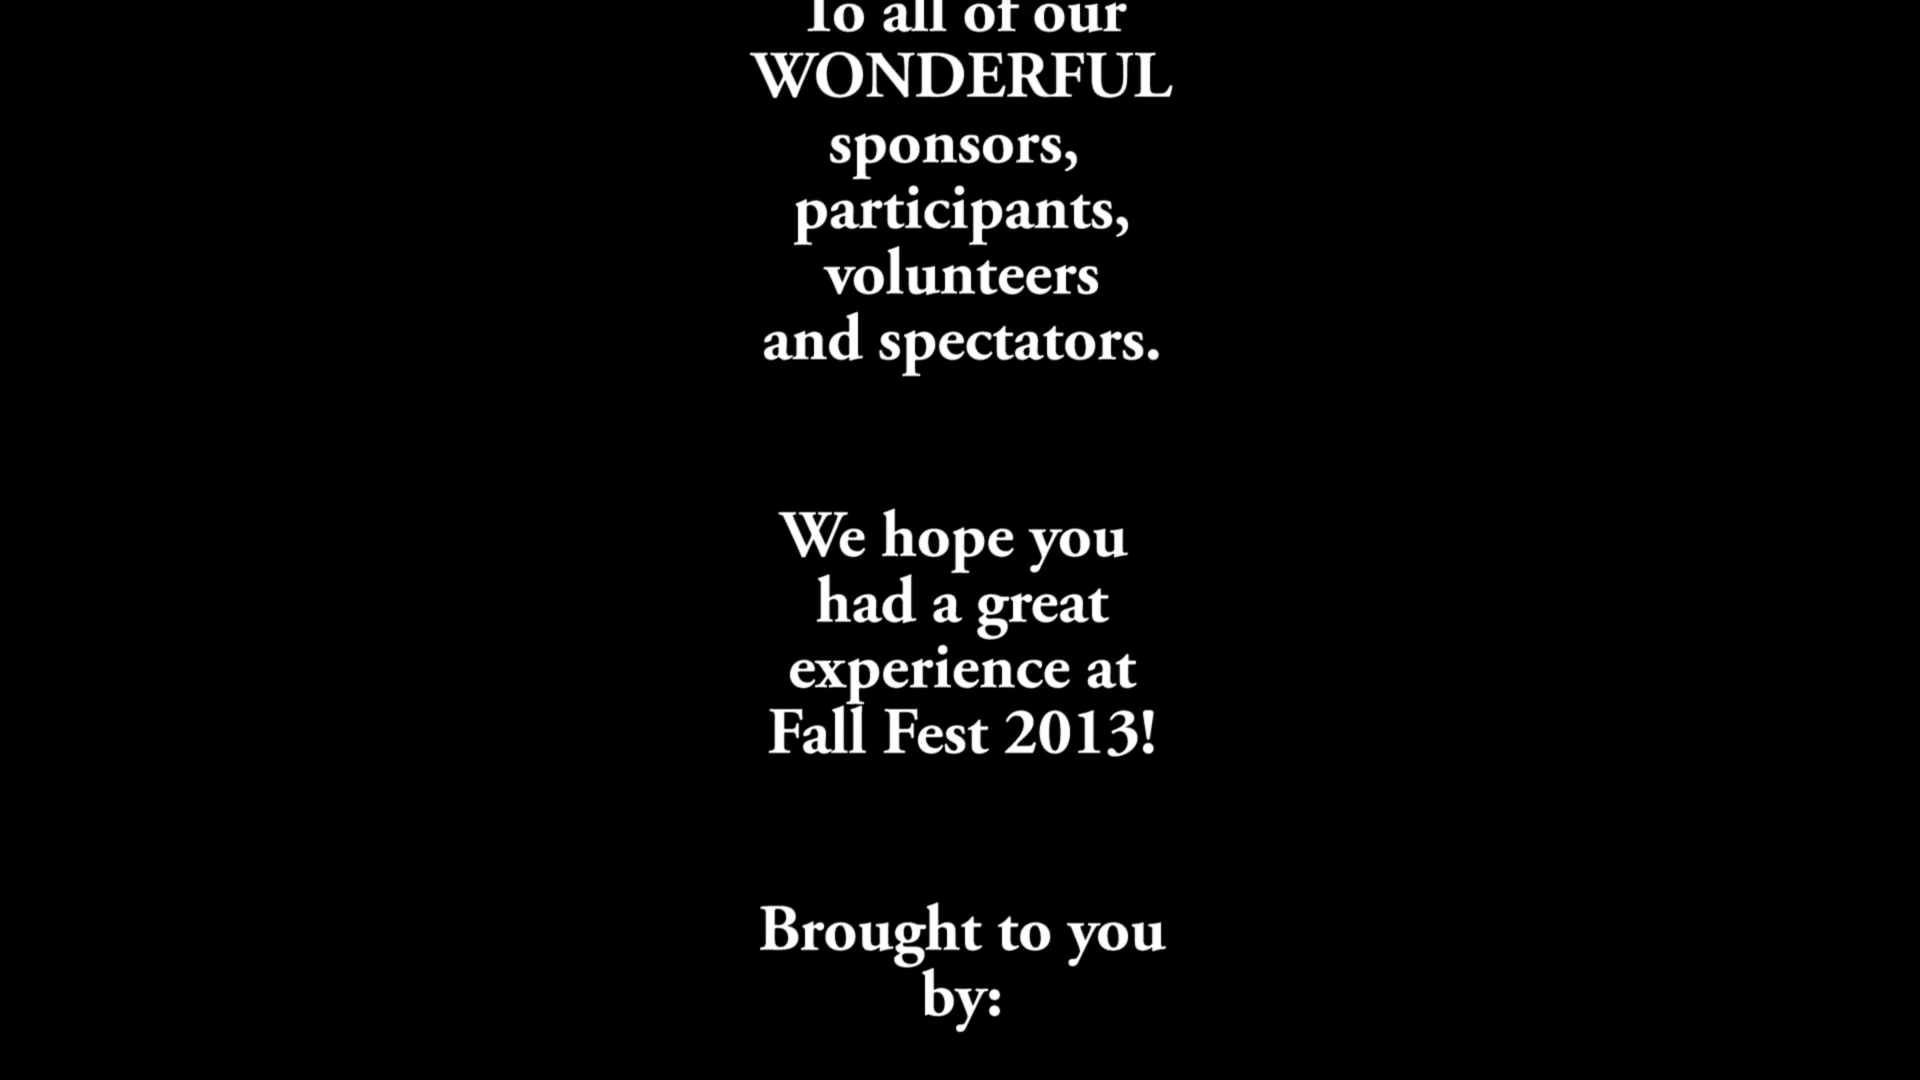 To all of our
WONDERFUL
sponsors,
participants,
volunteers
and spectators.
We hope you
had a great
experience at
Fall Fest 2013!
Brought to you
by: